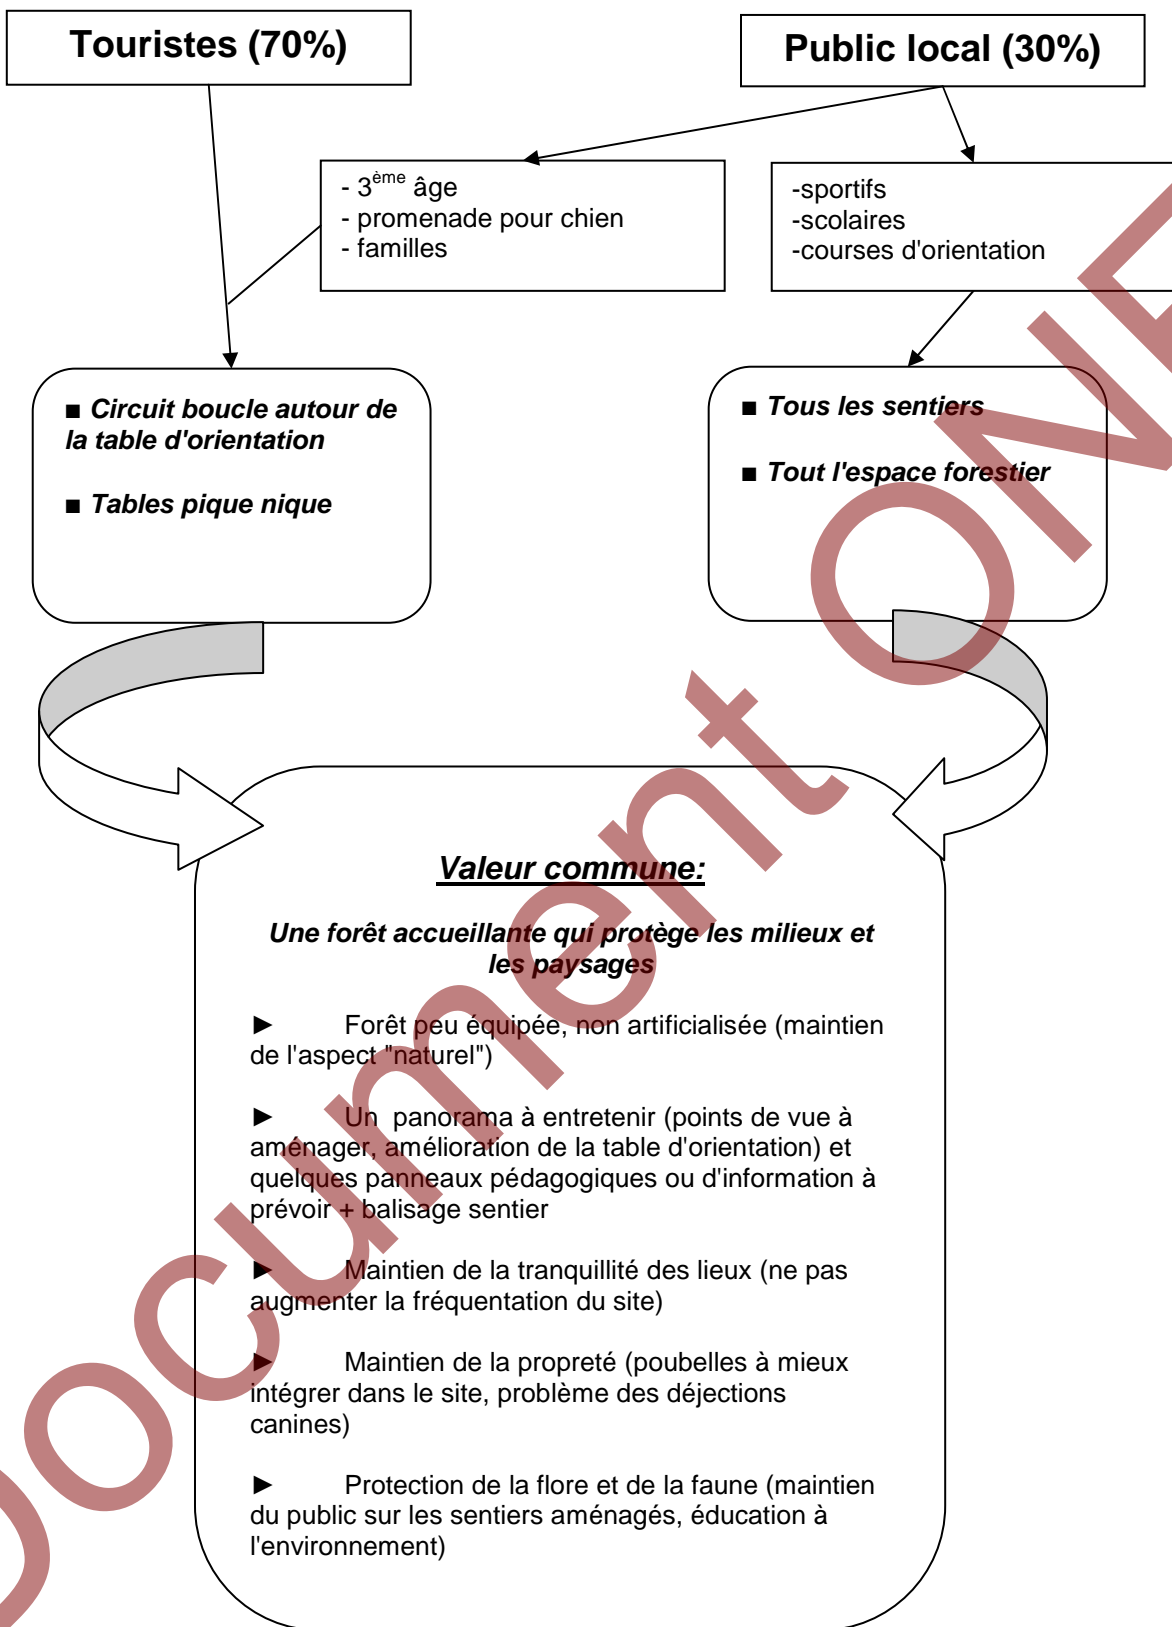 Touristes (70%)
Public local (30%)
- 3ème âge
- promenade pour chien
- familles
-sportifs
-scolaires
-courses d'orientation
■ Circuit boucle autour de
la table d'orientation
■ Tables pique nique
■ Tous les sentiers
■ Tout l'espace forestier
Valeur commune:
Une forêt accueillante qui protège les milieux et
les paysages
► Forêt peu équipée, non artificialisée (maintien
de l'aspect "naturel")
► Un panorama à entretenir (points de vue à
aménager, amélioration de la table d'orientation) et
quelques panneaux pédagogiques ou d'information à
prévoir + balisage sentier
► Maintien de la tranquillité des lieux (ne pas
augmenter la fréquentation du site)
► Maintien de la propreté (poubelles à mieux
intégrer dans le site, problème des déjections
canines)
► Protection de la flore et de la faune (maintien
du public sur les sentiers aménagés, éducation à
l'environnement)
Document